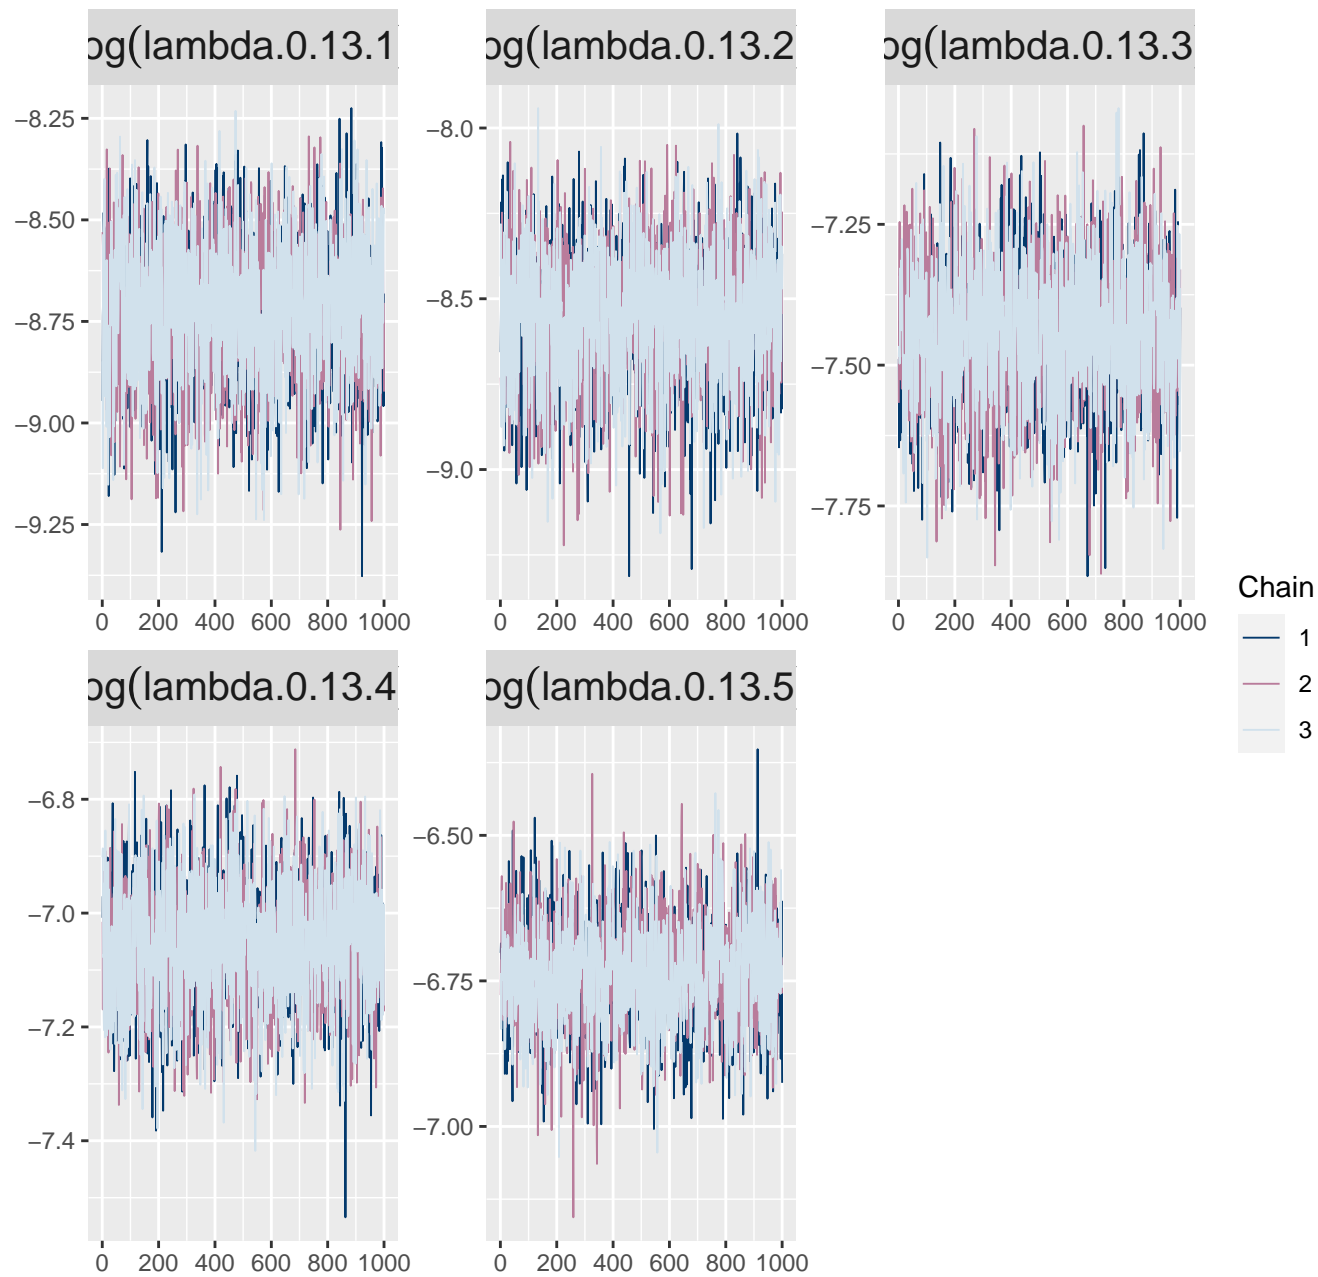 og(lambda.0.13.1
og(lambda.0.13.2
og(lambda.0.13.3
−8.25
−8.50
−8.75
−9.00
−9.25
0 200 400 600 800 1000
−8.0
−8.5
−9.0
0 200 400 600 800 1000
−7.25
−7.50
−7.75
0 200 400 600 800 1000
og(lambda.0.13.4
og(lambda.0.13.5
−6.8
−7.0
−7.2
−7.4
0 200 400 600 800 1000
−6.50
−6.75
−7.00
0 200 400 600 800 1000
Chain
1
2
3